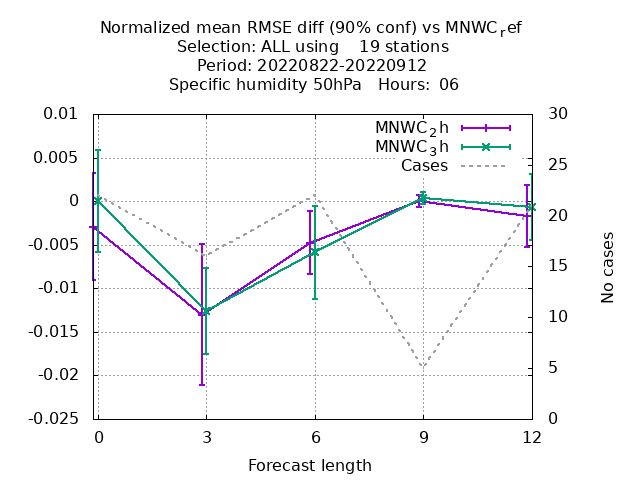 Normalized mean RMSE diff (90% conf) vs MNWC_ref
Selection: ALL using    19 stations
Period: 20220822-20220912
Specific humidity 50hPa   Hours:  06
MNWC_2h
MNWC_3h
Cases
0.01
0.005
0
-0.005
-0.01
-0.015
-0.02
-0.025
30
25
20
15
10
5
0
No cases
0 3 6 9 12
Forecast length